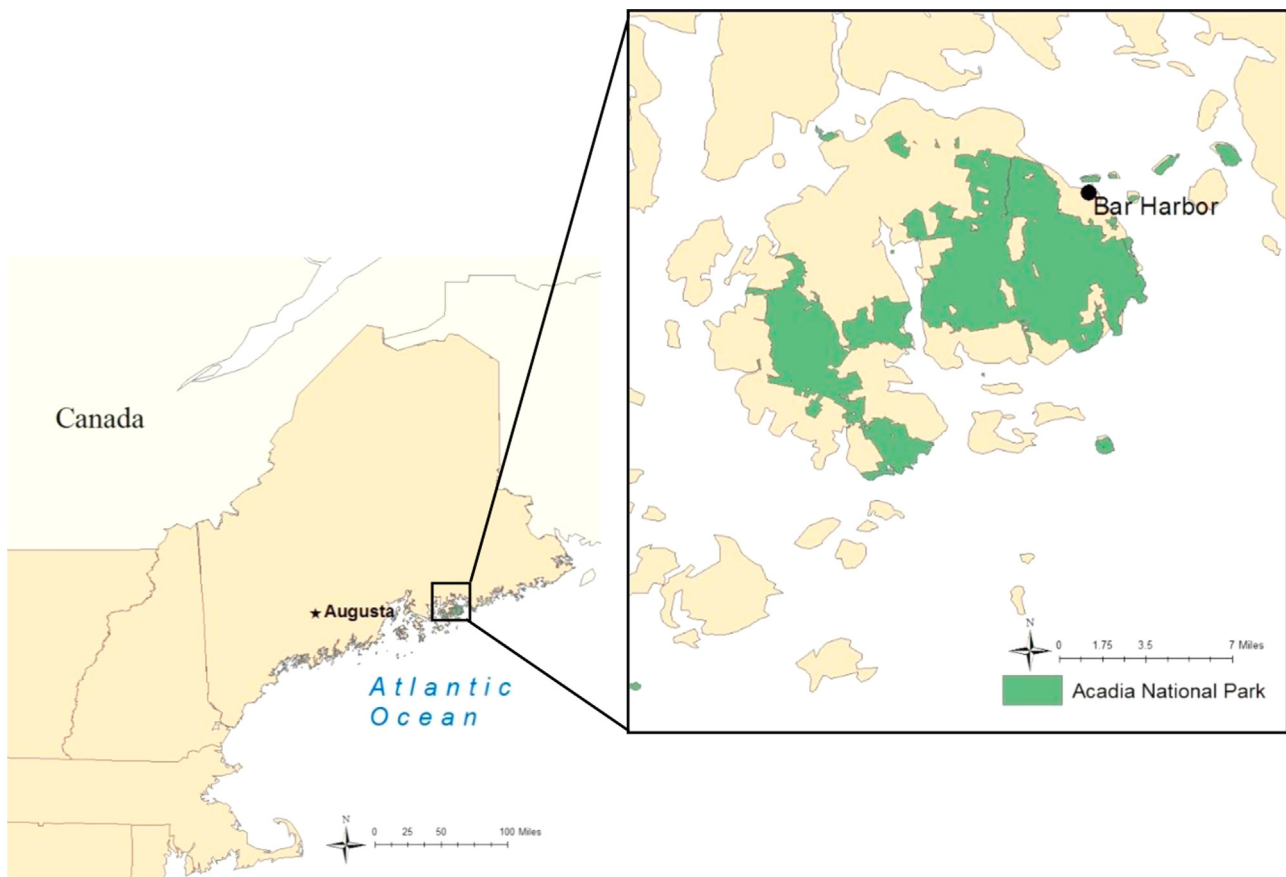 Canada
★Augusta
Atlantic
Ocean
N
0 25 50 100 Miles
Bar Harbor
N
0 1.75 3.5 7 Miles
Acadia National Park